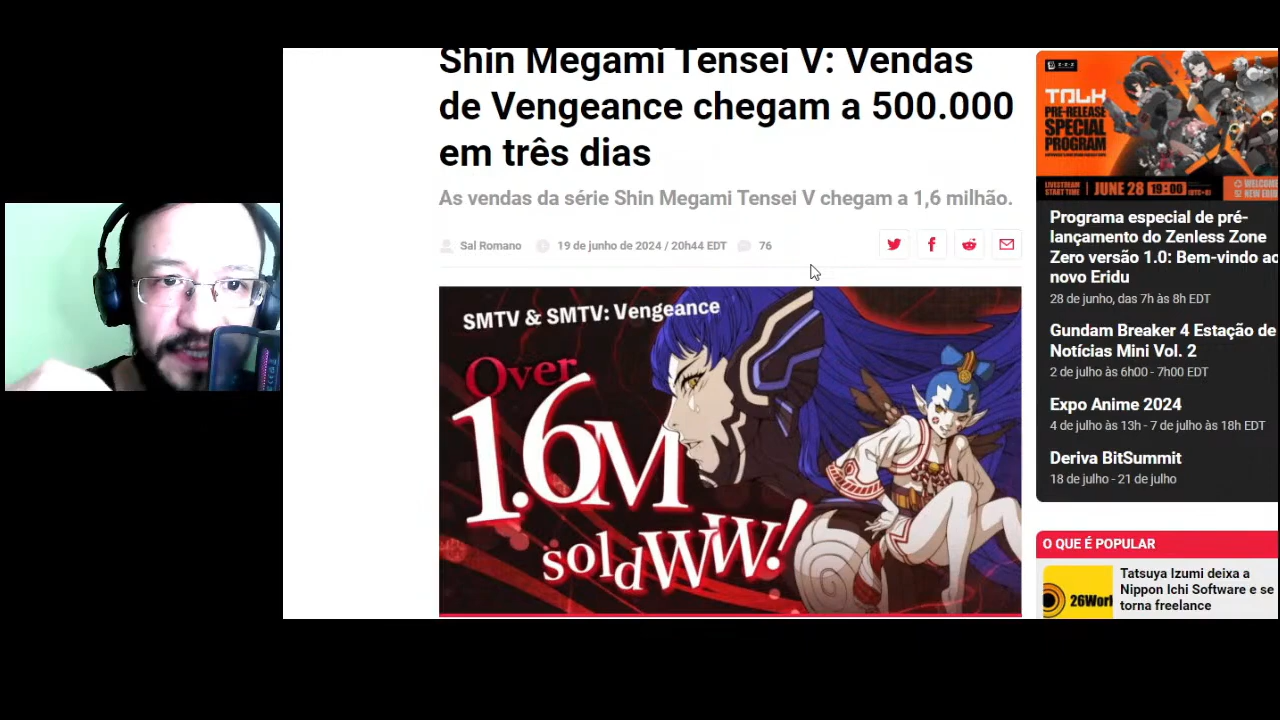 Shin Megami Tensei V: Vendas
de Vengeance chegam a 500.000
em três dias
As vendas da série Shin Megami Tensei V chegam a 1,6 milhão.
Sal Romano
19 de junho de 2024 / 20h44 EDT
76
SMTV & SMTV: Vengeance
Over
1.6M
sold WW!
TALK
PRE-RELEASE
SPECIAL
PROGRAM
LIVESTREAM
START TIME
JUNE 28
19:00
WELCOME
Programa especial de pré-
lançamento do Zenless Zone
Zero versão 1.0: Bem-vindo ao
novo Eridu
28 de junho, das 7h às 8h EDT
Gundam Breaker 4 Estação de
Notícias Mini Vol. 2
2 de julho às 6h00 - 7h00 EDT
Expo Anime 2024
4 de julho às 13h - 7 de julho às 18h EDT
Deriva BitSummit
18 de julho - 21 de julho
O QUE É POPULAR
26Wor
Tatsuya Izumi deixa a
Nippon Ichi Software e se
torna freelance